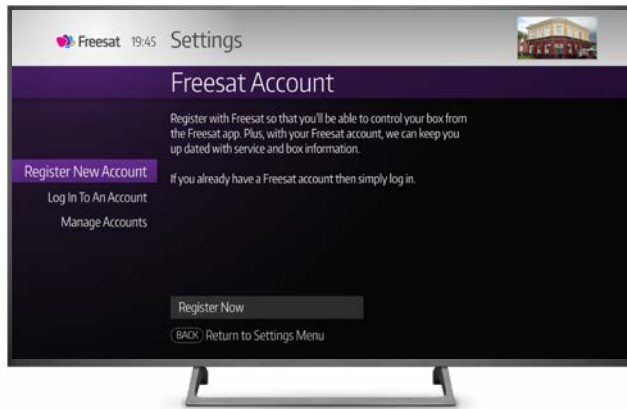 Freesat 19:45 Settings
Freesat Account
Register with Freesat so that you'll be able to control your box from
the Freesat app. Plus, with your Freesat account, we can keep you
up dated with service and box information.
Register New Account
If you already have a Freesat account then simply log in.
Log In To An Account
Manage Accounts
Register Now
BACK Return to Settings Menu